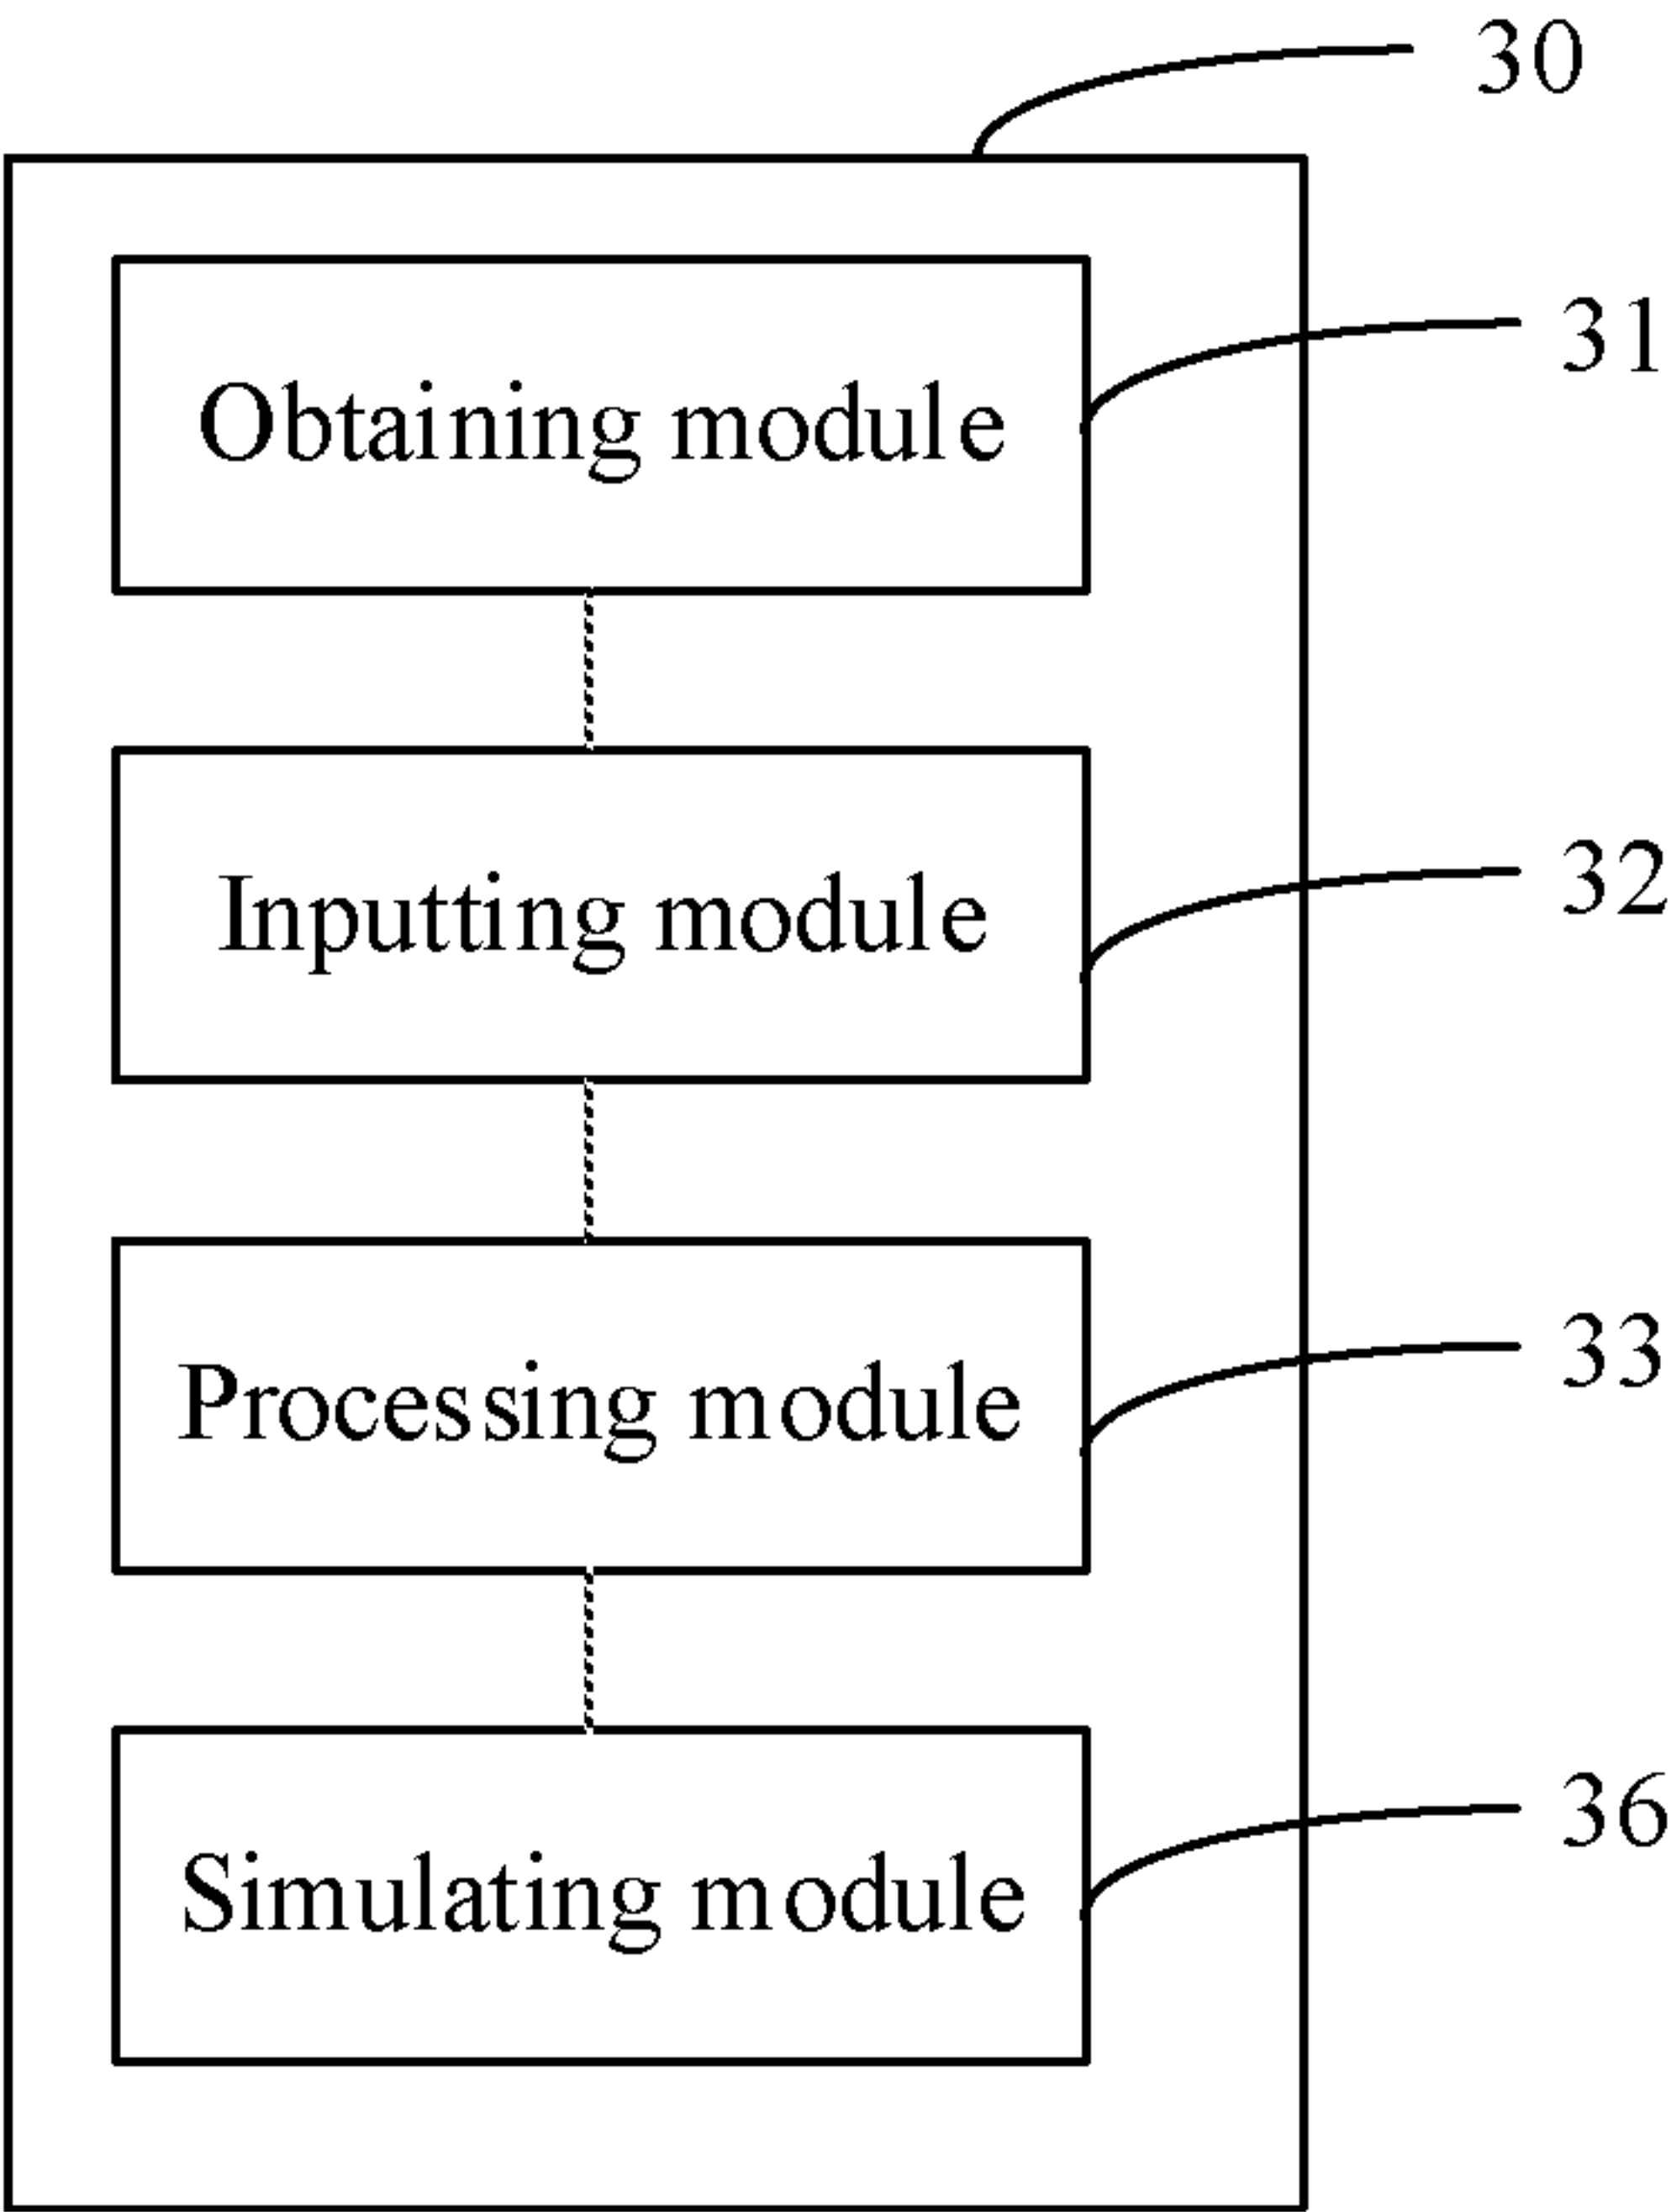 30
Obtaining module
31
Inputting module
32
Processing module
33
Simulating module
36